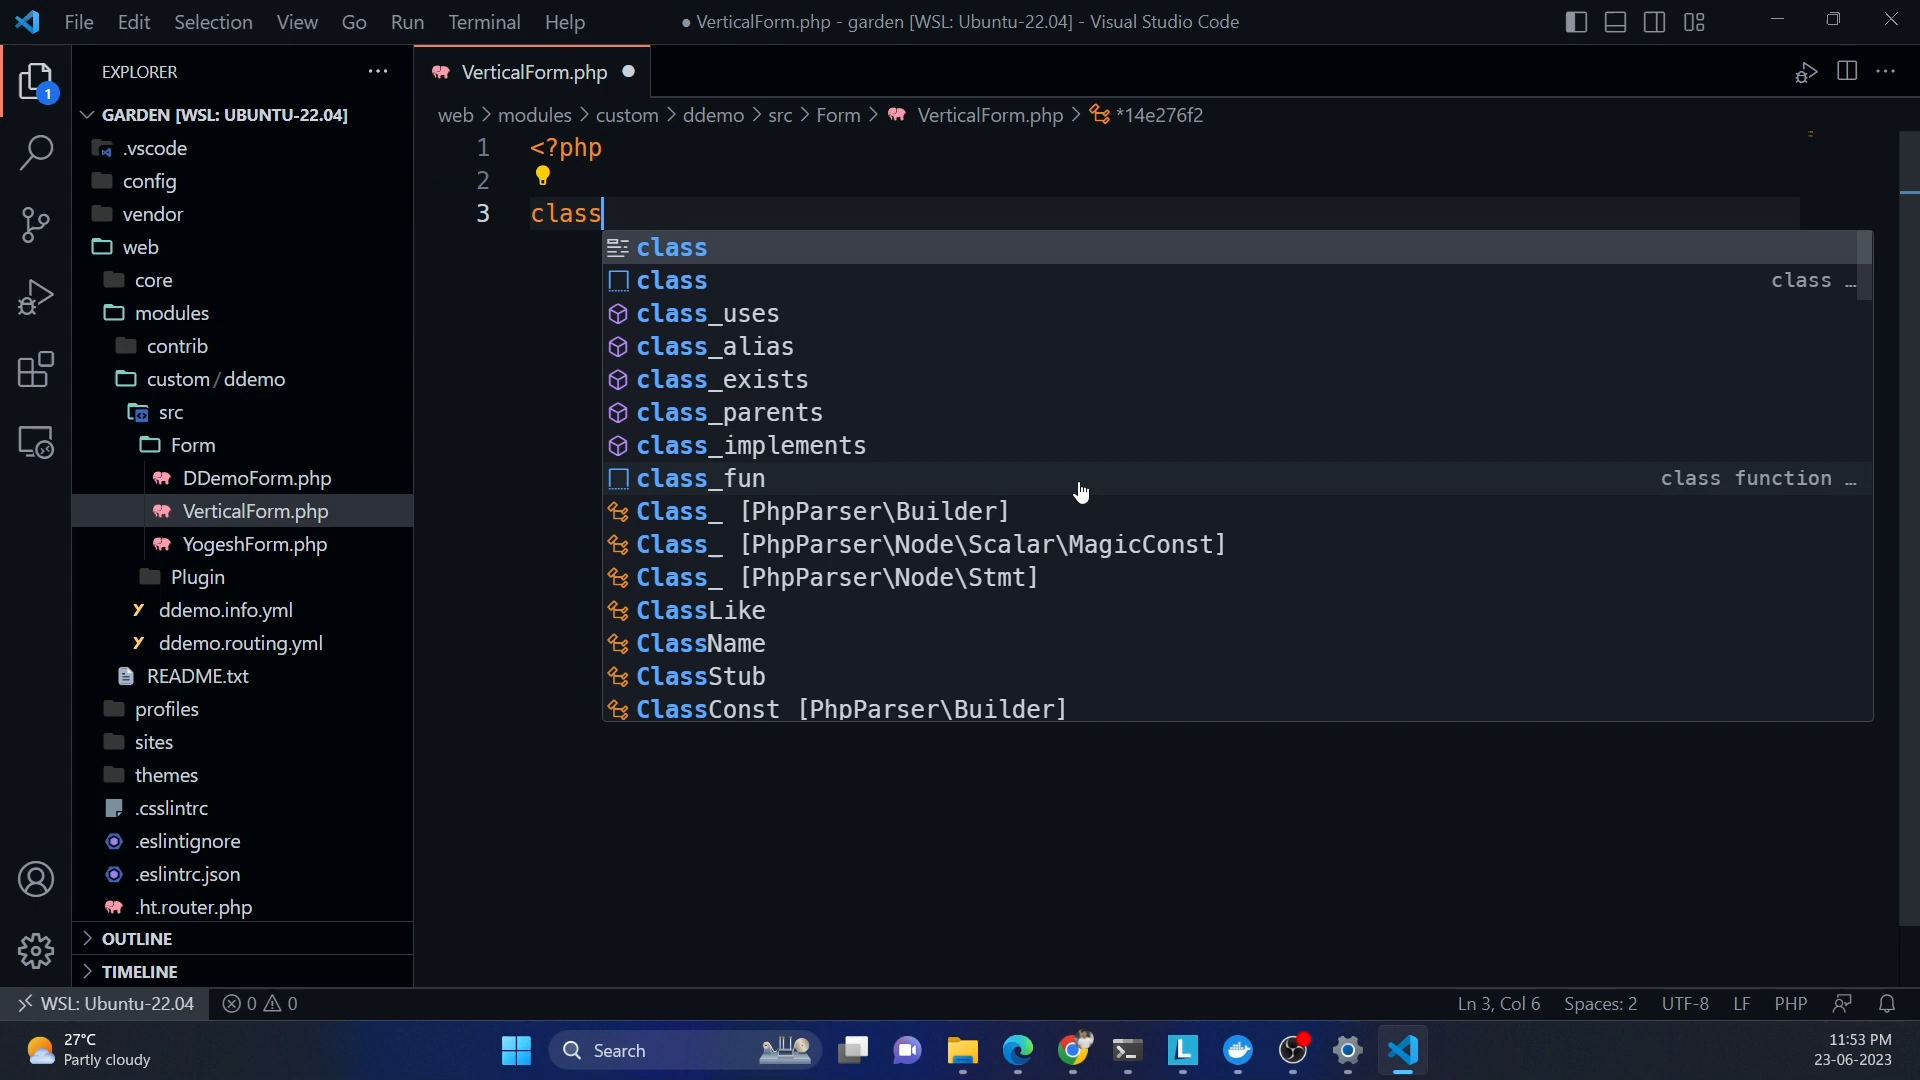 File Edit Selection View Go Run Terminal Help
● VerticalForm.php - garden [WSL: Ubuntu-22.04] - Visual Studio Code
1
EXPLORER
GARDEN [WSL: UBUNTU-22.04]
.vscode
config
vendor
web
core
modules
contrib
custom / ddemo
src
Form
DDemoForm.php
VerticalForm.php
YogeshForm.php
Plugin
ddemo.info.yml
ddemo.routing.yml
README.txt
profiles
sites
themes
.csslintrc
.eslintignore
.eslintrc.json
.ht.router.php
OUTLINE
TIMELINE
VerticalForm.php
web > modules > custom > ddemo > src > Form > VerticalForm.php > *14e276f2
1 <?php
2
3 class
class
class class ...
class_uses
class_alias
class_exists
class_parents
class_implements
class_fun class function ...
Class_ [PhpParser\Builder]
Class_ [PhpParser\Node\Scalar\MagicConst]
Class_ [PhpParser\Node\Stmt]
ClassLike
ClassName
ClassStub
ClassConst [PhpParser\Builder]
WSL: Ubuntu-22.04 0 0 Ln 3, Col 6 Spaces: 2 UTF-8 LF PHP
27°C
Partly cloudy
Search
L
11:53 PM
23-06-2023